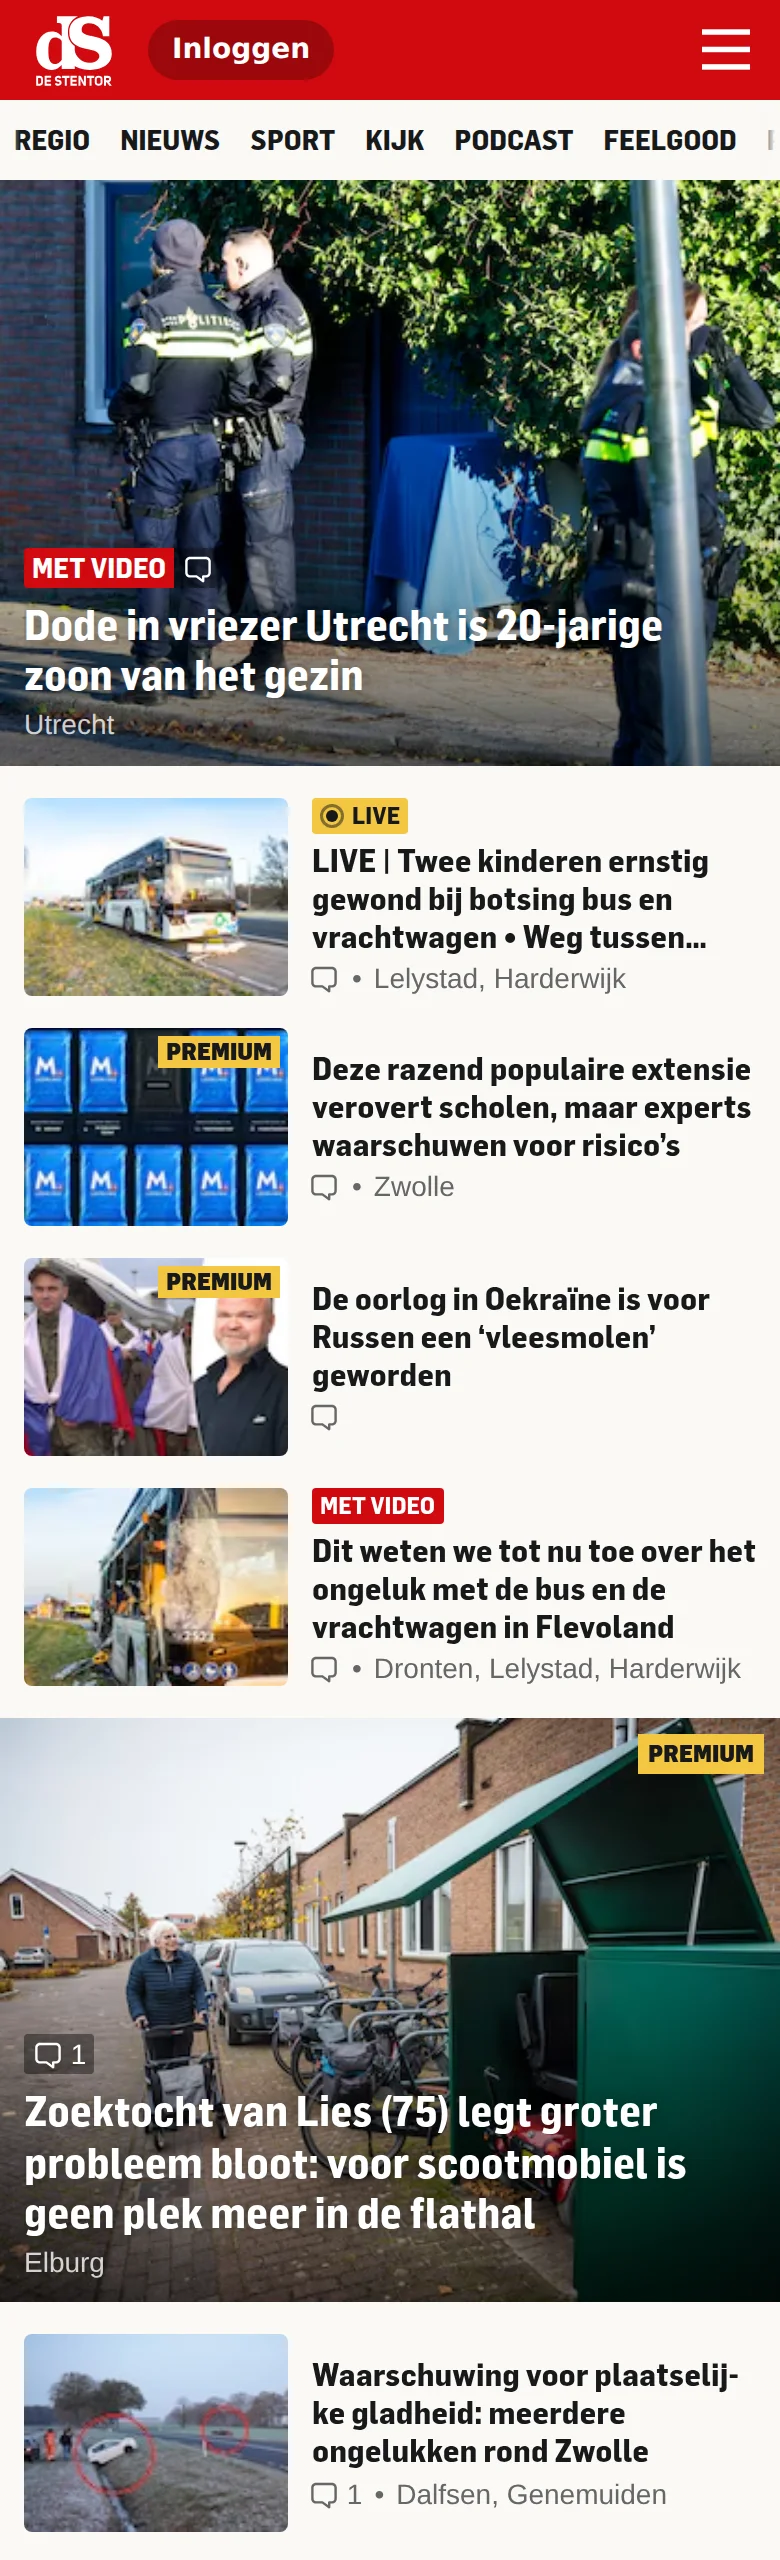 dS
DE STENTOR
Inloggen
REGIO NIEUWS SPORT KIJK PODCAST FEELGOOD
POLITIE
MET VIDEO
Dode in vriezer Utrecht is 20-jarige
zoon van het gezin
Utrecht
LIVE
LIVE | Twee kinderen ernstig
gewond bij botsing bus en
vrachtwagen • Weg tussen...
• Lelystad, Harderwijk
PREMIUM
M. M. M. M.
M. M. M. M. M.
Deze razend populaire extensie
verovert scholen, maar experts
waarschuwen voor risico’s
• Zwolle
PREMIUM
De oorlog in Oekraïne is voor
Russen een ‘vleesmolen’
geworden
MET VIDEO
Dit weten we tot nu toe over het
ongeluk met de bus en de
vrachtwagen in Flevoland
• Dronten, Lelystad, Harderwijk
PREMIUM
1
Zoektocht van Lies (75) legt groter
probleem bloot: voor scootmobiel is
geen plek meer in de flathal
Elburg
Waarschuwing voor plaatselij-
ke gladheid: meerdere
ongelukken rond Zwolle
1 • Dalfsen, Genemuiden